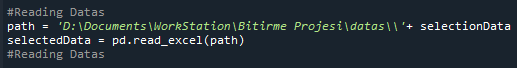 #Reading Datas
path = 'D:\Documents\WorkStation\Bitirme Projesi\datas\\'+ selectionData
selectedData = pd.read_excel(path)
#Reading Datas